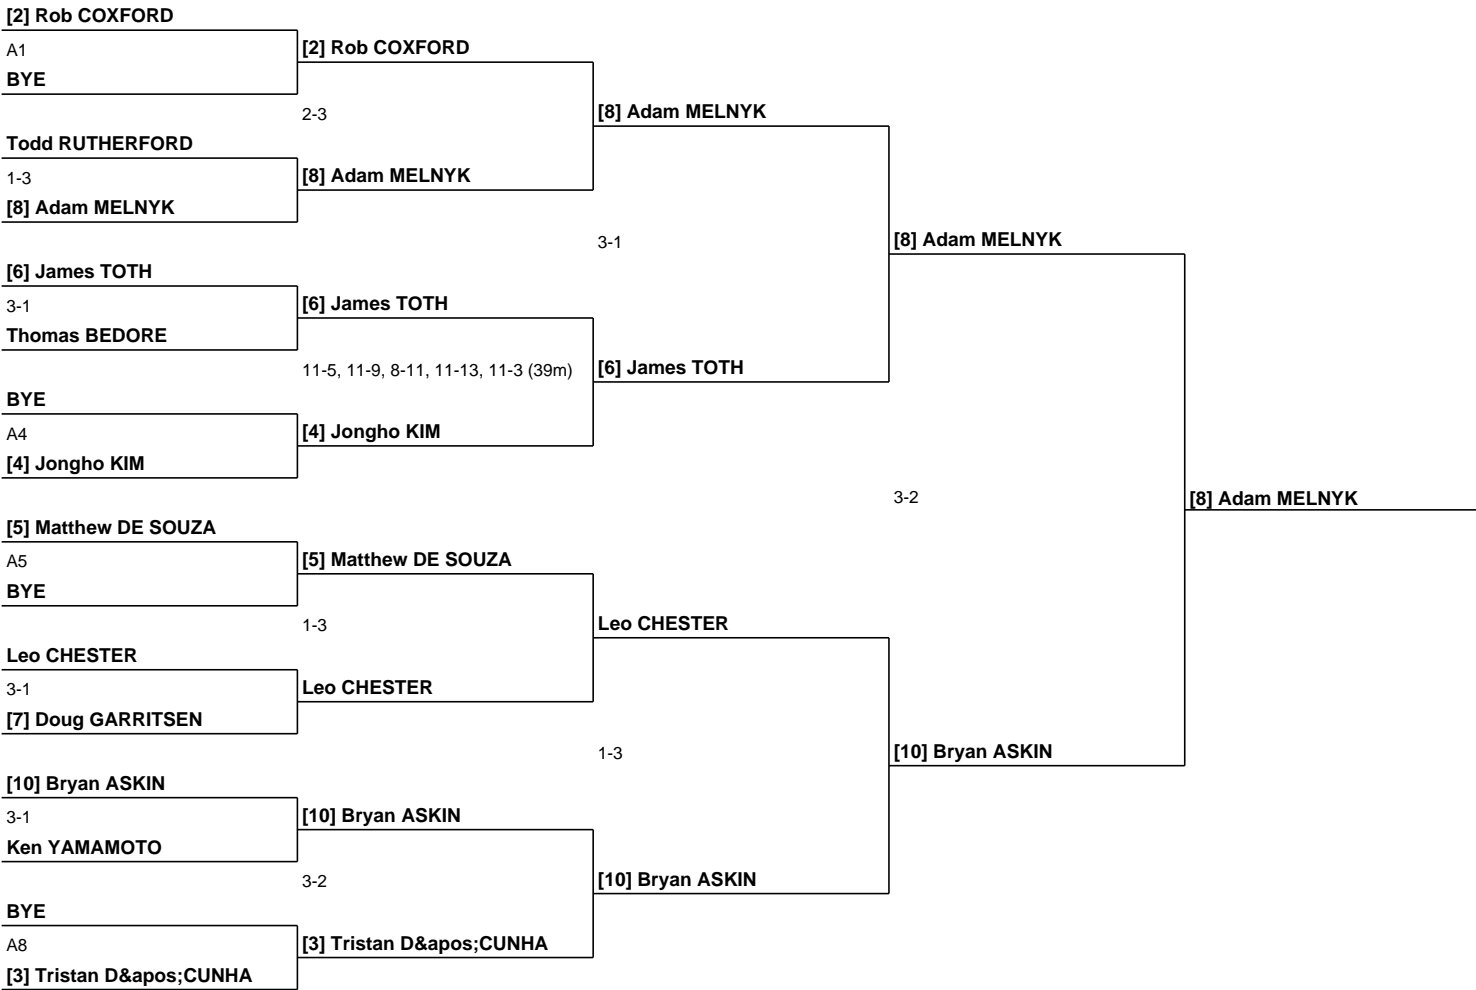 [2] Rob COXFORD
A1
BYE
[2] Rob COXFORD
2-3
Todd RUTHERFORD
1-3
[8] Adam MELNYK
[8] Adam MELNYK
[8] Adam MELNYK
3-1
[6] James TOTH
3-1
Thomas BEDORE
[6] James TOTH
11-5, 11-9, 8-11, 11-13, 11-3 (39m)
BYE
A4
[4] Jongho KIM
[4] Jongho KIM
[6] James TOTH
[8] Adam MELNYK
3-2
[5] Matthew DE SOUZA
A5
BYE
[5] Matthew DE SOUZA
1-3
Leo CHESTER
3-1
[7] Doug GARRITSEN
Leo CHESTER
Leo CHESTER
1-3
[10] Bryan ASKIN
3-1
Ken YAMAMOTO
[10] Bryan ASKIN
3-2
BYE
A8
[3] Tristan D&apos;CUNHA
[3] Tristan D&apos;CUNHA
[10] Bryan ASKIN
[10] Bryan ASKIN
[8] Adam MELNYK